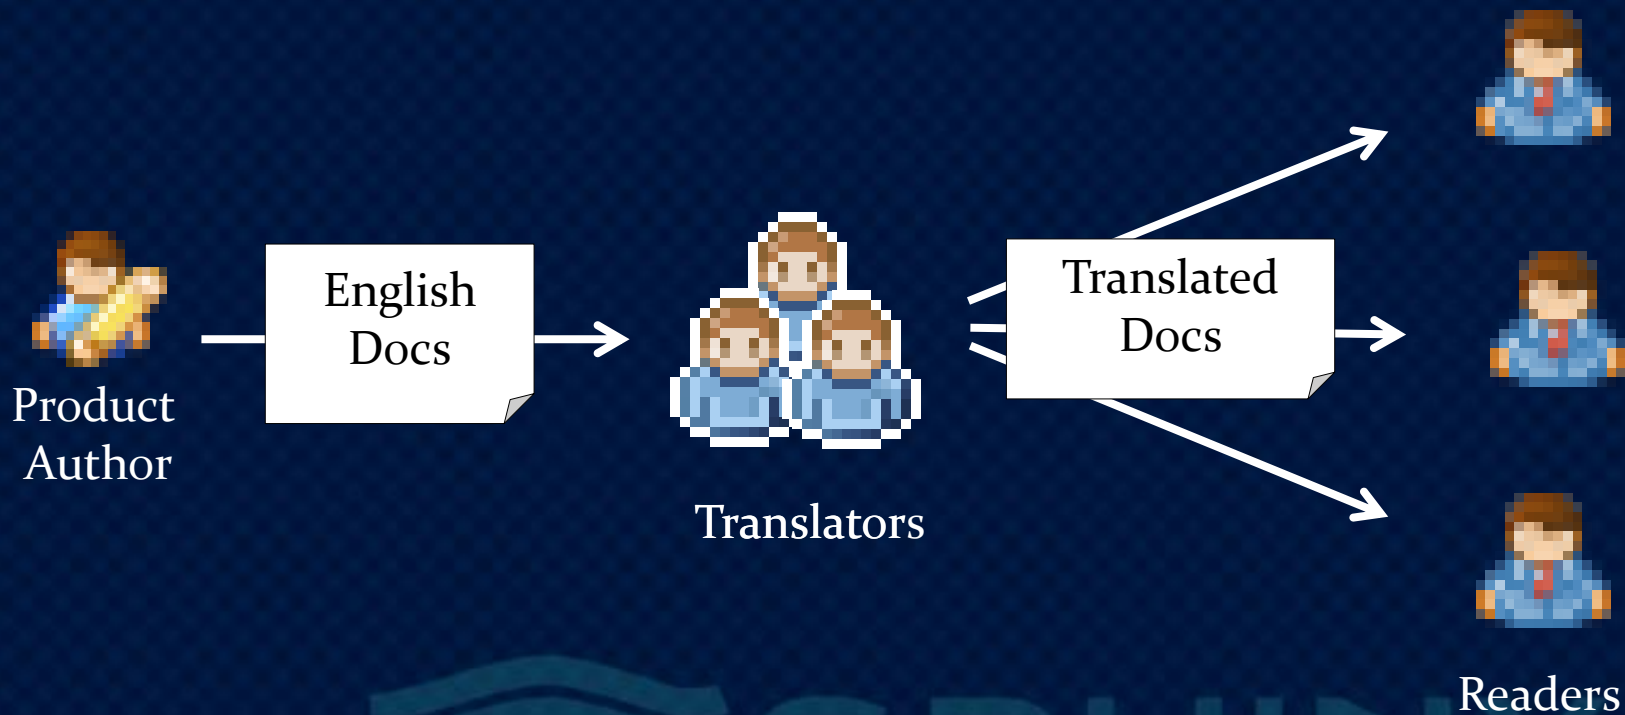 English
Docs
Translated
Docs
Product
Author
Translators
Readers